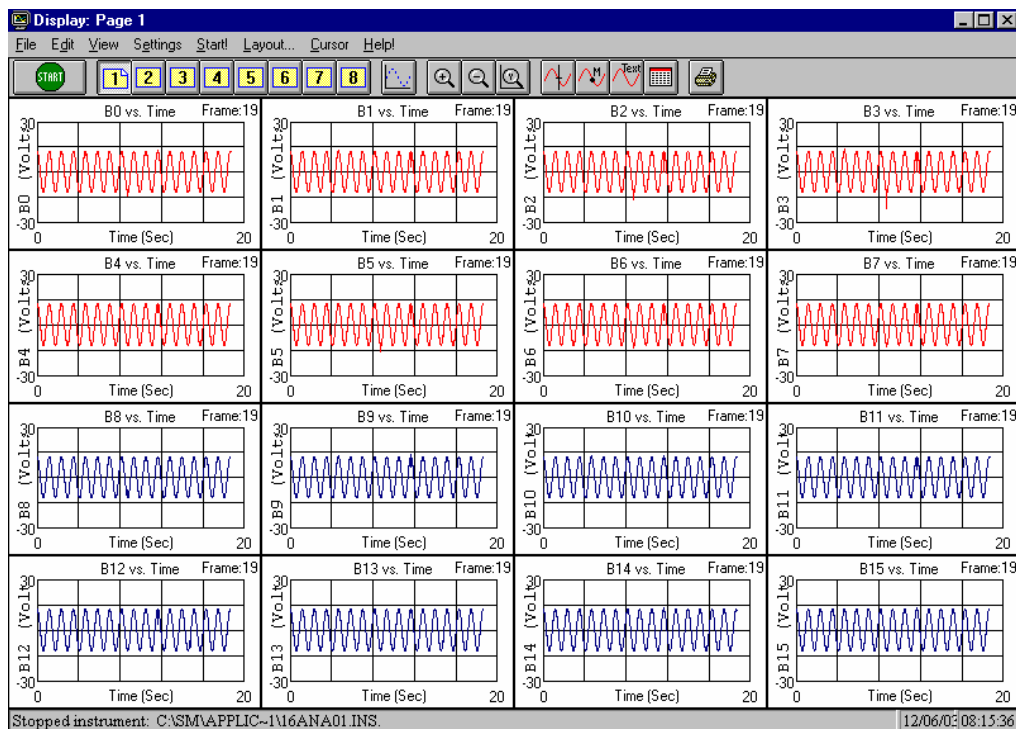 Display: Page 1
File Edit View Settings Start! Layout... Cursor Help!
START 1 2 3 4 5 6 7 8 Y M Text
B0 vs. Time Frame:19 B1 vs. Time Frame:19 B2 vs. Time Frame:19 B3 vs. Time Frame:19
30 30 30 30
B0 (Volts B1 (Volts B2 (Volts B3 (Volts
-30 -30 -30 -30
0 Time (Sec) 20 0 Time (Sec) 20 0 Time (Sec) 20 0 Time (Sec) 20
B4 vs. Time Frame:19 B5 vs. Time Frame:19 B6 vs. Time Frame:19 B7 vs. Time Frame:19
30 30 30 30
B4 (Volts B5 (Volts B6 (Volts B7 (Volts
-30 -30 -30 -30
0 Time (Sec) 20 0 Time (Sec) 20 0 Time (Sec) 20 0 Time (Sec) 20
B8 vs. Time Frame:19 B9 vs. Time Frame:19 B10 vs. Time Frame:19 B11 vs. Time Frame:19
30 30 30 30
B8 (Volts B9 (Volts B10 (Volts B11 (Volts
-30 -30 -30 -30
0 Time (Sec) 20 0 Time (Sec) 20 0 Time (Sec) 20 0 Time (Sec) 20
B12 vs. Time Frame:19 B13 vs. Time Frame:19 B14 vs. Time Frame:19 B15 vs. Time Frame:19
30 30 30 30
B12 (Volts B13 (Volts B14 (Volts B15 (Volts
-30 -30 -30 -30
0 Time (Sec) 20 0 Time (Sec) 20 0 Time (Sec) 20 0 Time (Sec) 20
Stopped instrument: C:\SM\APPLIC~1\16ANA01.INS. 12/06/03 08:15:36